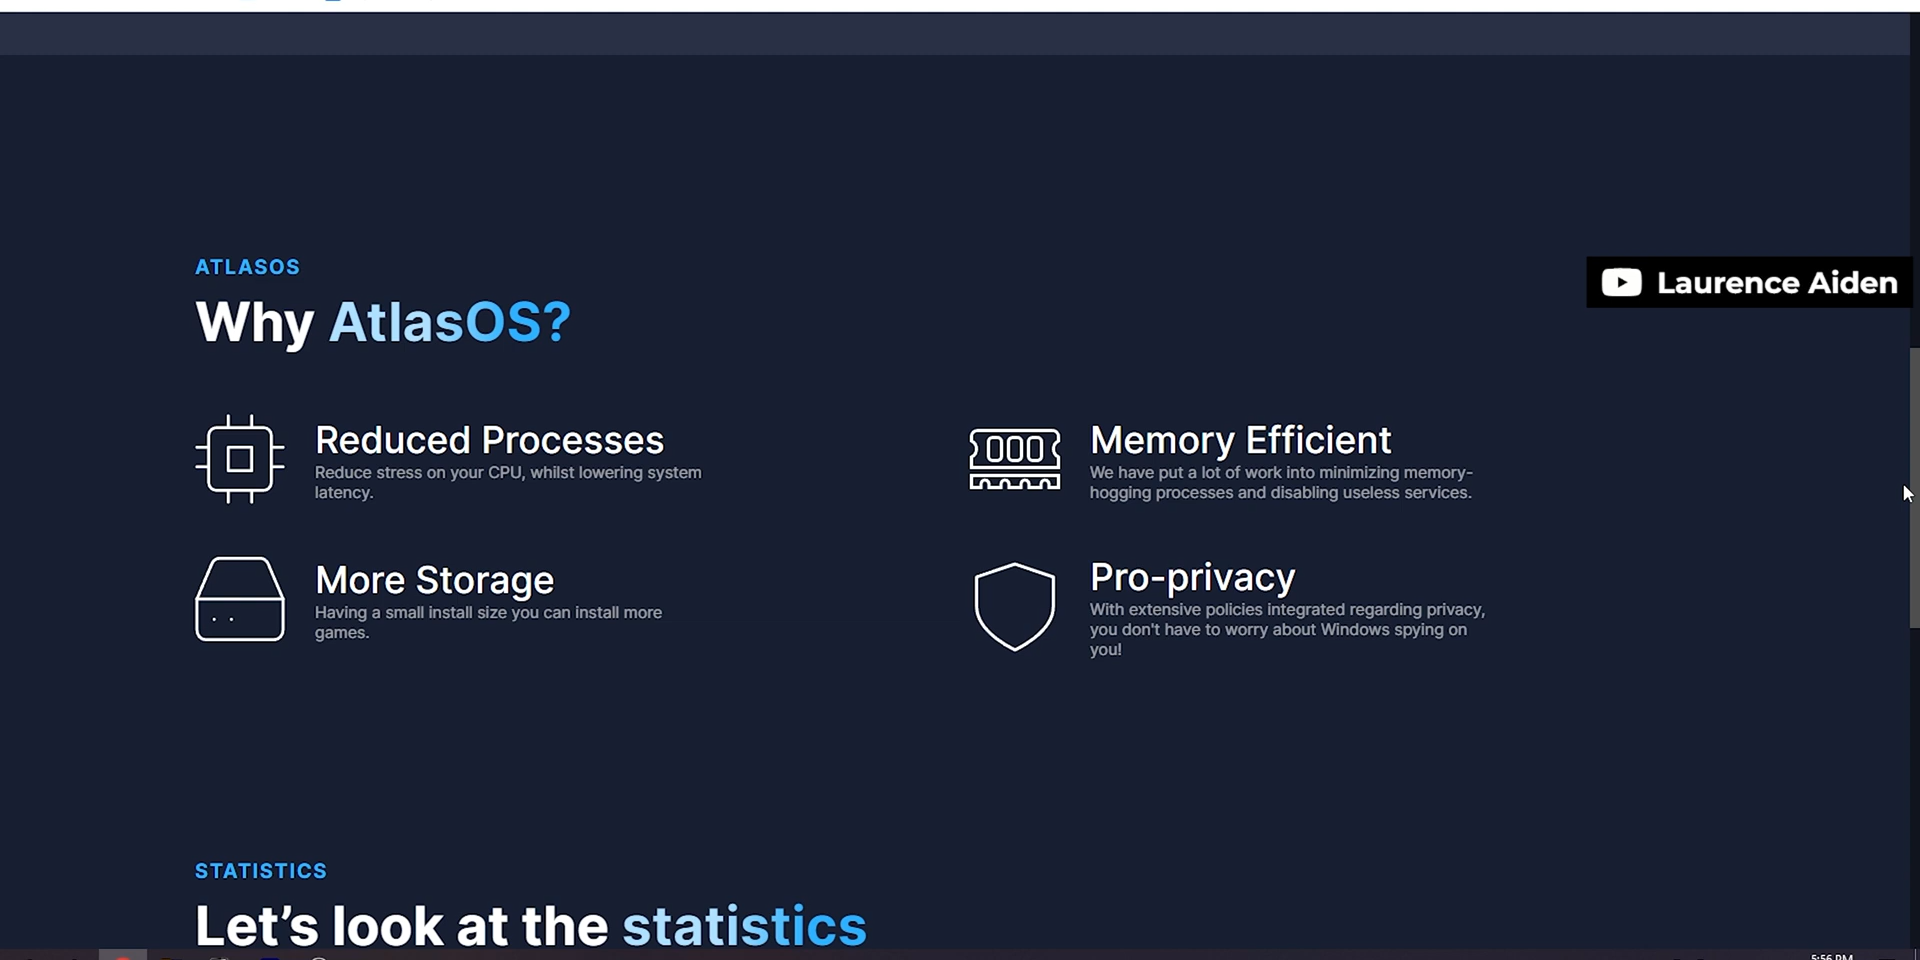 ATLASOS
Why AtlasOS?
Laurence Aiden
Reduced Processes
Reduce stress on your CPU, whilst lowering system
latency.
Memory Efficient
We have put a lot of work into minimizing memory-
hogging processes and disabling useless services.
More Storage
Having a small install size you can install more
games.
Pro-privacy
With extensive policies integrated regarding privacy,
you don't have to worry about Windows spying on
you!
STATISTICS
Let's look at the statistics
5:56 PM